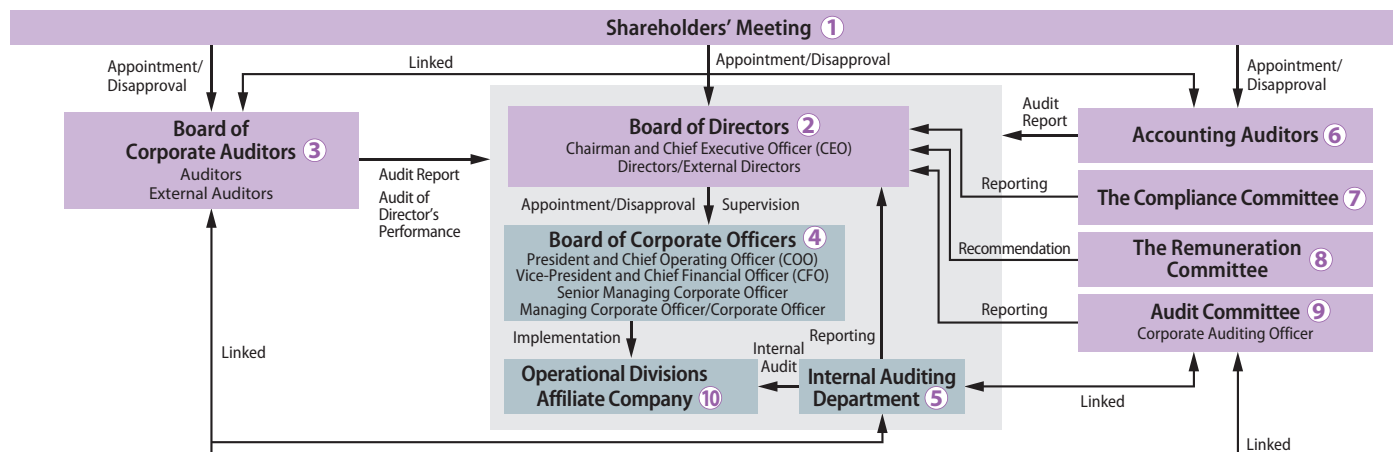 Shareholders' Meeting 1
Appointment/
Disapproval
Linked
Appointment/Disapproval
Appointment/
Disapproval
Board of
Corporate Auditors 3
Auditors
External Auditors
Audit Report
Audit of
Director's
Performance
Board of Directors 2
Chairman and Chief Executive Officer (CEO)
Directors/External Directors
Audit
Report
Accounting Auditors 6
Reporting
The Compliance Committee 7
Appointment/Disapproval
Supervision
Board of Corporate Officers 4
President and Chief Operating Officer (COO)
Vice-President and Chief Financial Officer (CFO)
Senior Managing Corporate Officer
Managing Corporate Officer/Corporate Officer
Recommendation
The Remuneration
Committee 8
Reporting
Audit Committee 9
Corporate Auditing Officer
Implementation
Internal
Audit
Reporting
Linked
Operational Divisions
Affiliate Company 10
Internal Auditing
Department 5
Linked
Linked